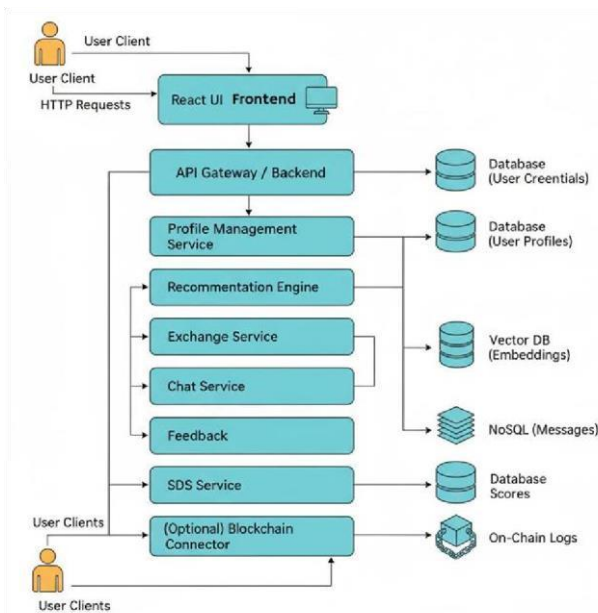 User Client
User Client
HTTP Requests
React UI Frontend
API Gateway / Backend
Database
(User Creentials)
Profile Management
Service
Database
(User Profiles)
Recommentation Engine
Exchange Service
Vector DB
(Embeddings)
Chat Service
Feedback
NoSQL (Messages)
SDS Service
Database
Scores
User Clients
(Optional) Blockchain
Connector
On-Chain Logs
User Clients